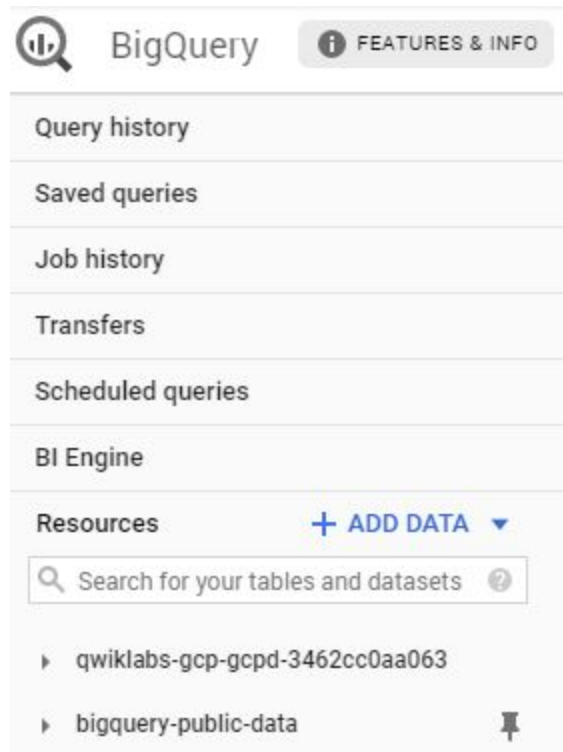 BigQuery FEATURES & INFO
Query history
Saved queries
Job history
Transfers
Scheduled queries
BI Engine
Resources ADD DATA
Search for your tables and datasets
qwiklabs-gcp-gcpd-3462cc0aa063
bigquery-public-data